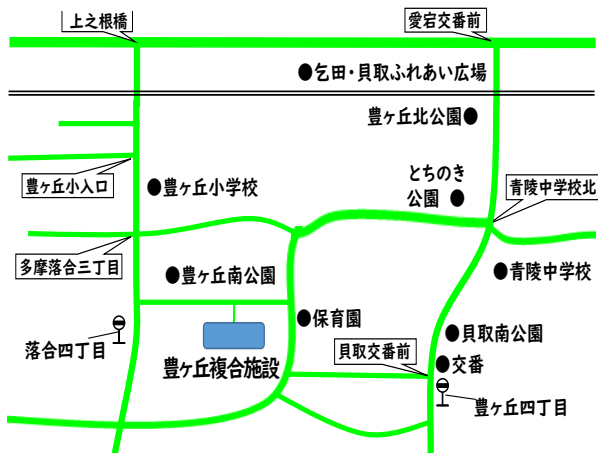 上之根橋
愛宕交番前
●乞田・貝取ふれあい広場
豊ヶ丘北公園●
とちのき
公園 ●
青陵中学校北
豊ヶ丘小入口
●豊ヶ丘小学校
多摩落合三丁目
●豊ヶ丘南公園
●青陵中学校
●保育園
落合四丁目
豊ヶ丘複合施設
貝取交番前
●貝取南公園
●交番
豊ヶ丘四丁目